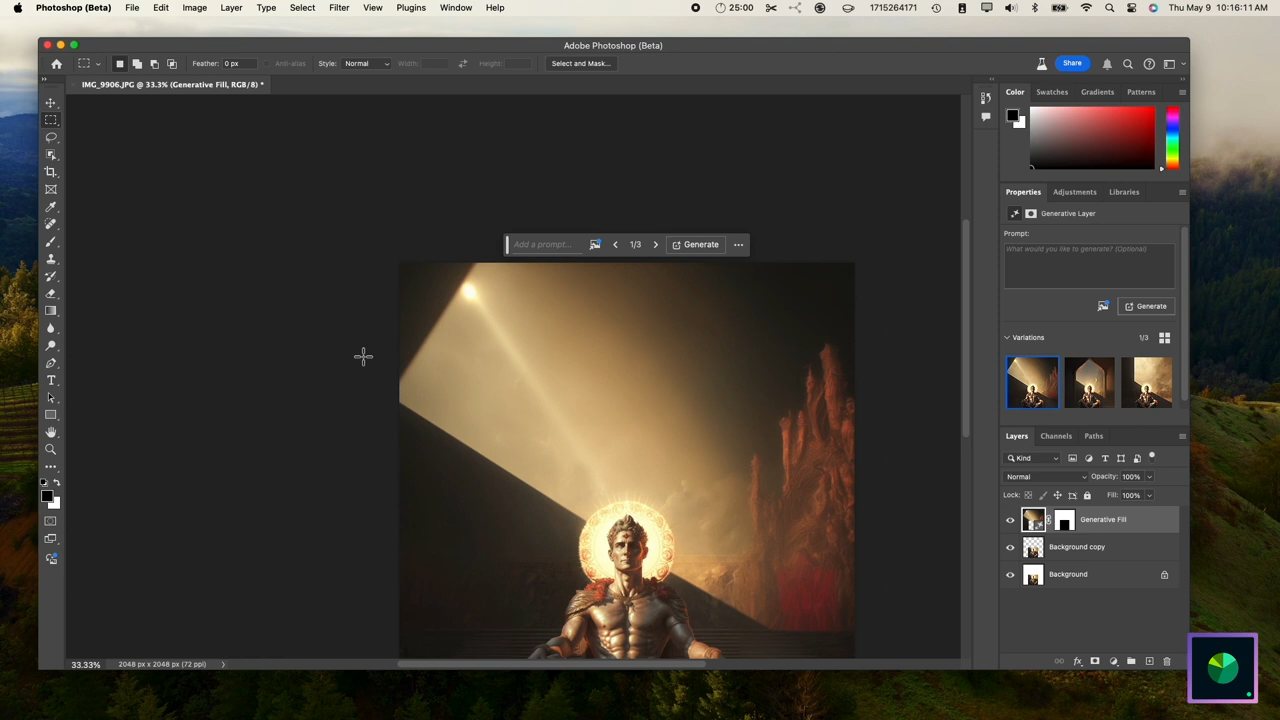 Photoshop (Beta) File Edit Image Layer Type Select Filter View Plugins Window Help 25:00 1715264171 Thu May 9 10:16:11 AM
Adobe Photoshop (Beta)
Feather: 0 px Anti-alias Style: Normal Width: Height: Select and Mask... Share
IMG_9906.JPG @ 33.3% (Generative Fill, RGB/8) *
Color Swatches Gradients Patterns
Properties Adjustments Libraries
Generative Layer
Prompt:
What would you like to generate? (Optional)
Add a prompt... 1/3 Generate
Generate
Variations 1/3
Layers Channels Paths
Kind
Normal Opacity: 100%
Lock: Fill: 100%
Generative Fill
Background copy
Background
33.33% 2048 px x 2048 px (72 ppi)